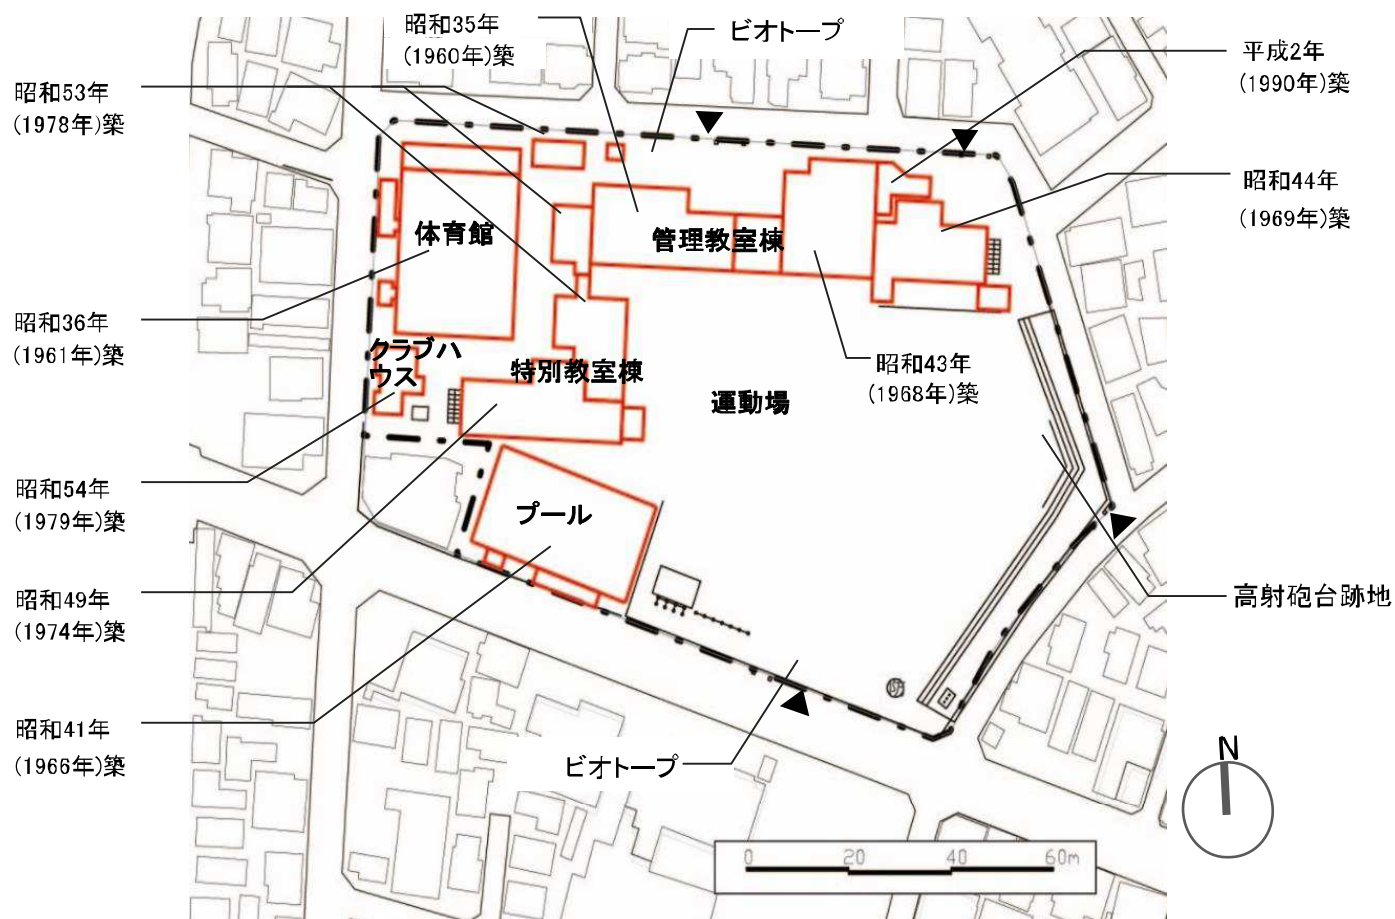 昭和35年
(1960年)築
ビオトープ
平成2年
(1990年)築
昭和53年
(1978年)築
昭和44年
(1969年)築
体育館
管理教室棟
昭和36年
(1961年)築
クラブハ
ウス
特別教室棟
昭和43年
(1968年)築
運動場
昭和54年
(1979年)築
プール
昭和49年
(1974年)築
高射砲台跡地
昭和41年
(1966年)築
ビオトープ
N
0 20 40 60m